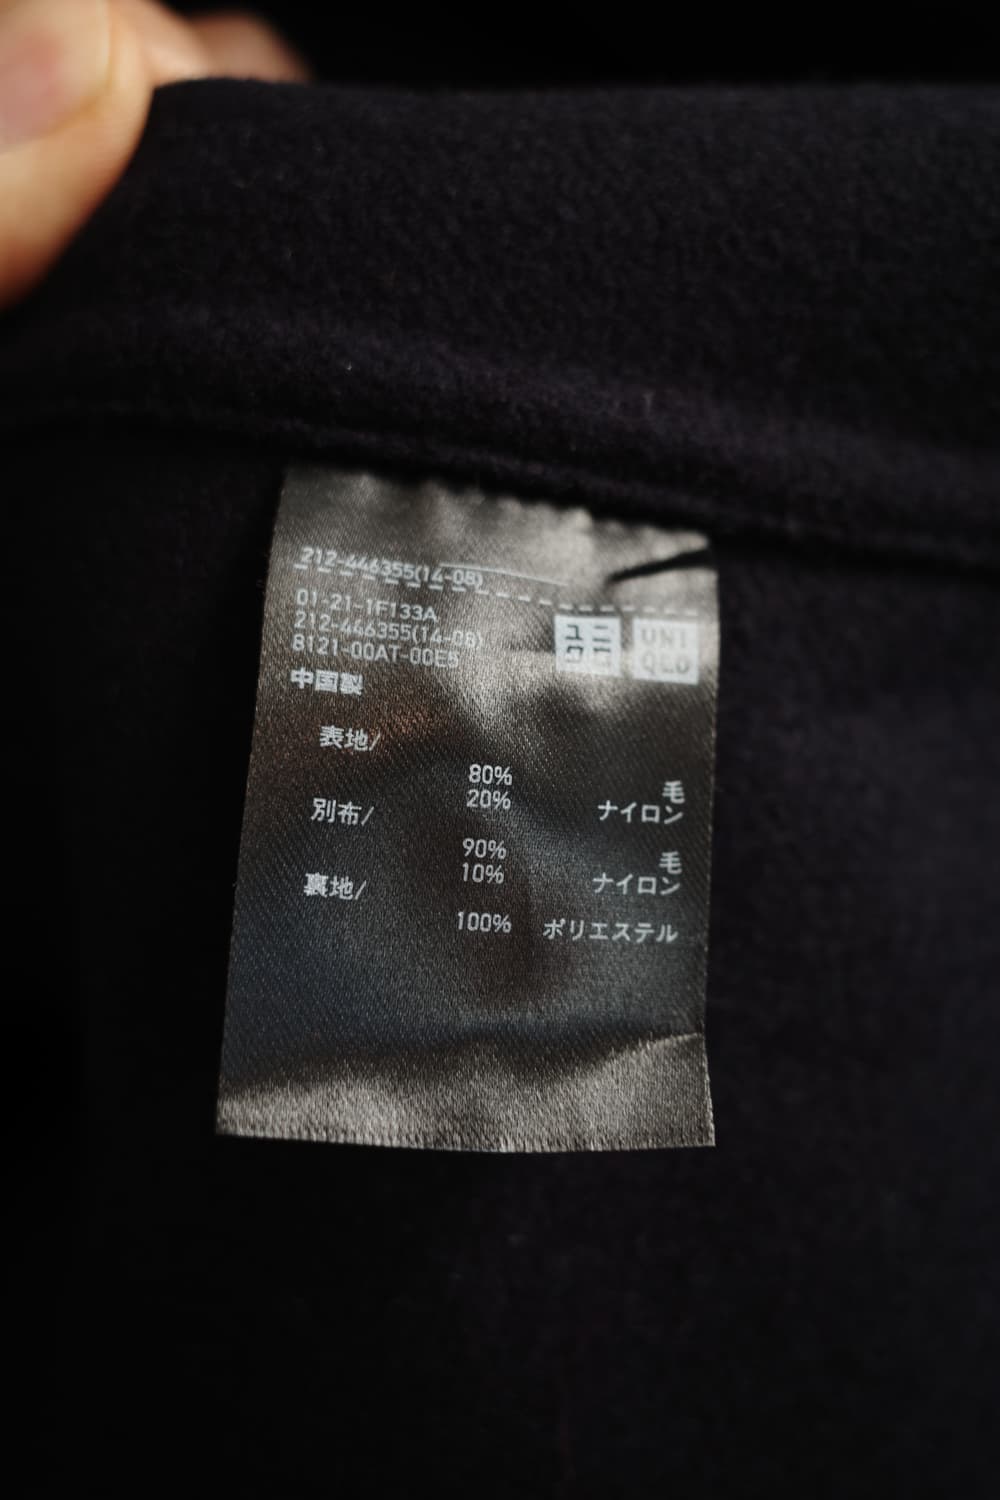 212-446355(14-08)
01-21-1F133A
212-446355(14-08)
8121-00AT-00E5
ユニ
クロ
UNI
QLO
中国製
表地/
80% 毛
20% ナイロン
別布/
90% 毛
10% ナイロン
裏地/
100% ポリエステル